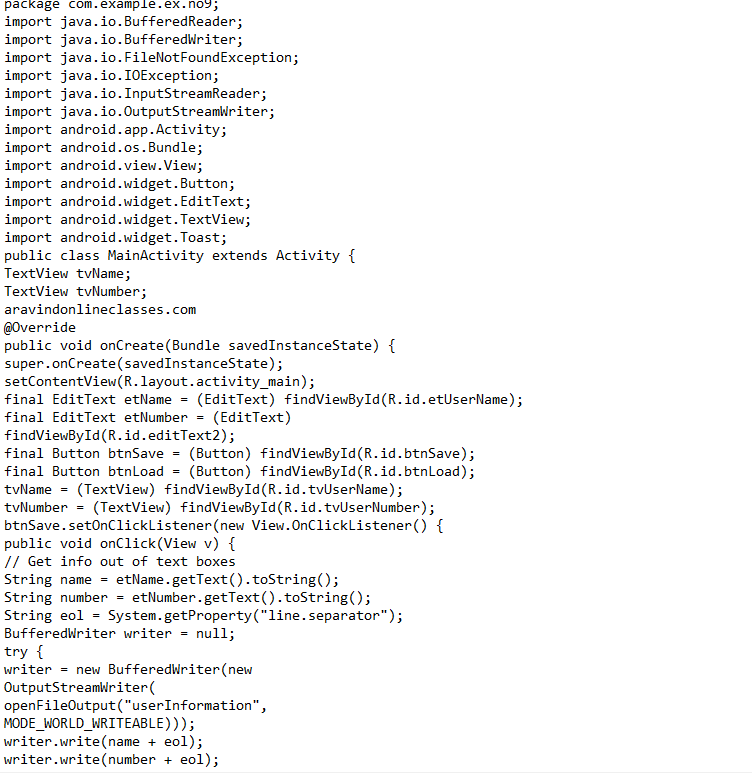 package com.example.ex.no9;
import java.io.BufferedReader;
import java.io.BufferedWriter;
import java.io.FileNotFoundException;
import java.io.IOException;
import java.io.InputStreamReader;
import java.io.OutputStreamWriter;
import android.app.Activity;
import android.os.Bundle;
import android.view.View;
import android.widget.Button;
import android.widget.EditText;
import android.widget.TextView;
import android.widget.Toast;
public class MainActivity extends Activity {
TextView tvName;
TextView tvNumber;
aravindonlineclasses.com
@Override
public void onCreate(Bundle savedInstanceState) {
super.onCreate(savedInstanceState);
setContentView(R.layout.activity_main);
final EditText etName = (EditText) findViewById(R.id.etUserName);
final EditText etNumber = (EditText)
findViewById(R.id.editText2);
final Button btnSave = (Button) findViewById(R.id.btnSave);
final Button btnLoad = (Button) findViewById(R.id.btnLoad);
tvName = (TextView) findViewById(R.id.tvUserName);
tvNumber = (TextView) findViewById(R.id.tvUserNumber);
btnSave.setOnClickListener(new View.OnClickListener() {
public void onClick(View v) {
// Get info out of text boxes
String name = etName.getText().toString();
String number = etNumber.getText().toString();
String eol = System.getProperty("line.separator");
BufferedWriter writer = null;
try {
writer = new BufferedWriter(new
OutputStreamWriter(
openFileOutput("userInformation",
MODE_WORLD_WRITEABLE)));
writer.write(name + eol);
writer.write(number + eol);